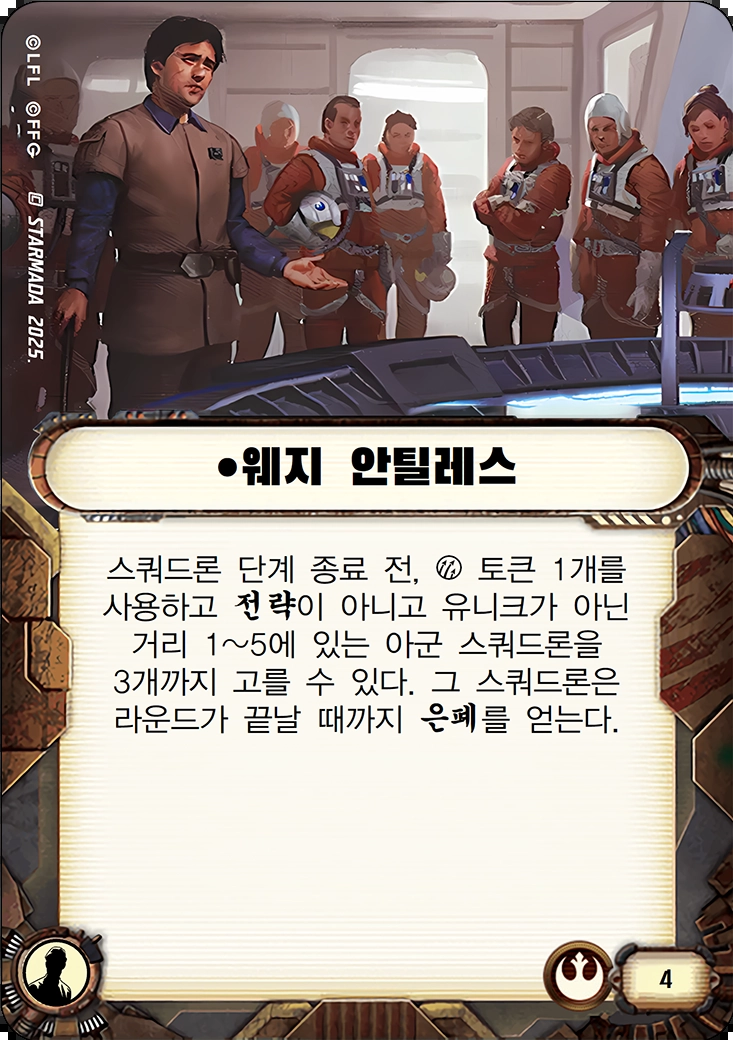 ©LFL ©FFG
STARMADA 2025.
•웨지 안틸레스
스쿼드론 단계 종료 전, 토큰 1개를
사용하고 전략이 아니고 유니크가 아닌
거리 1~5에 있는 아군 스쿼드론을
3개까지 고를 수 있다. 그 스쿼드론은
라운드가 끝날 때까지 은폐를 얻는다.
4